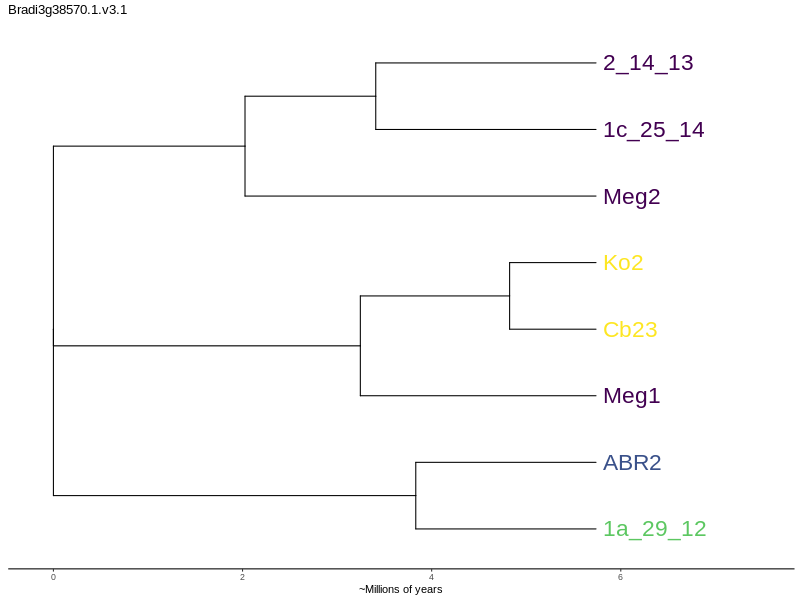 Bradi3g38570.1.v3.1
2_14_13
1c_25_14
Meg2
Ko2
Cb23
Meg1
ABR2
1a_29_12
0 2 4 6
~Millions of years